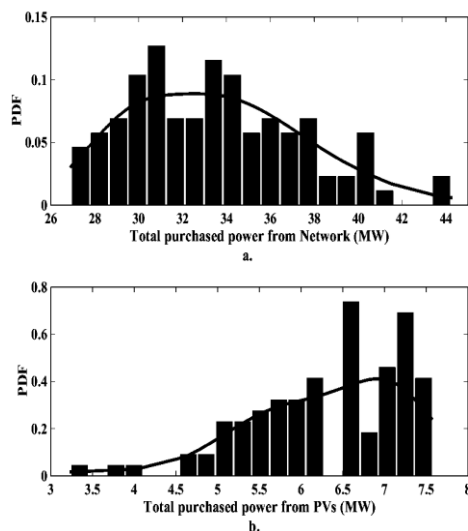 0.15
0.1
0.05
0
PDF
26 28 30 32 34 36 38 40 42 44
Total purchased power from Network (MW)
a.
0.8
0.6
0.4
0.2
0
PDF
3 3.5 4 4.5 5 5.5 6 6.5 7 7.5 8
Total purchased power from PVs (MW)
b.